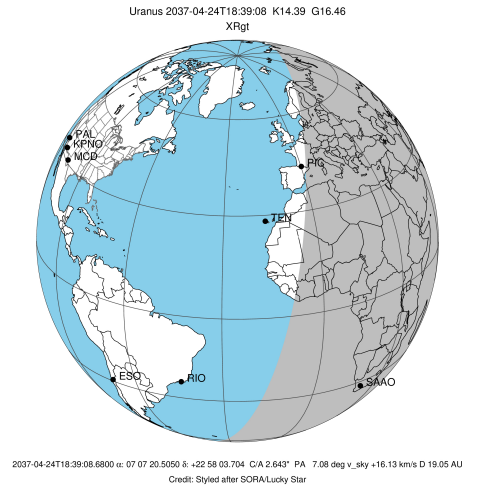 Uranus 2037-04-24T18:39:08 K14.39 G16.46
XRgt
PAL
KPNO
MCD
PIC
TEN
ESO
RIO
SAAO
2037-04-24T18:39:08.6800 α: 07 07 20.5050 δ: +22 58 03.704 C/A 2.643" PA 7.08 deg v_sky +16.13 km/s D 19.05 AU
Credit: Styled after SORA/Lucky Star